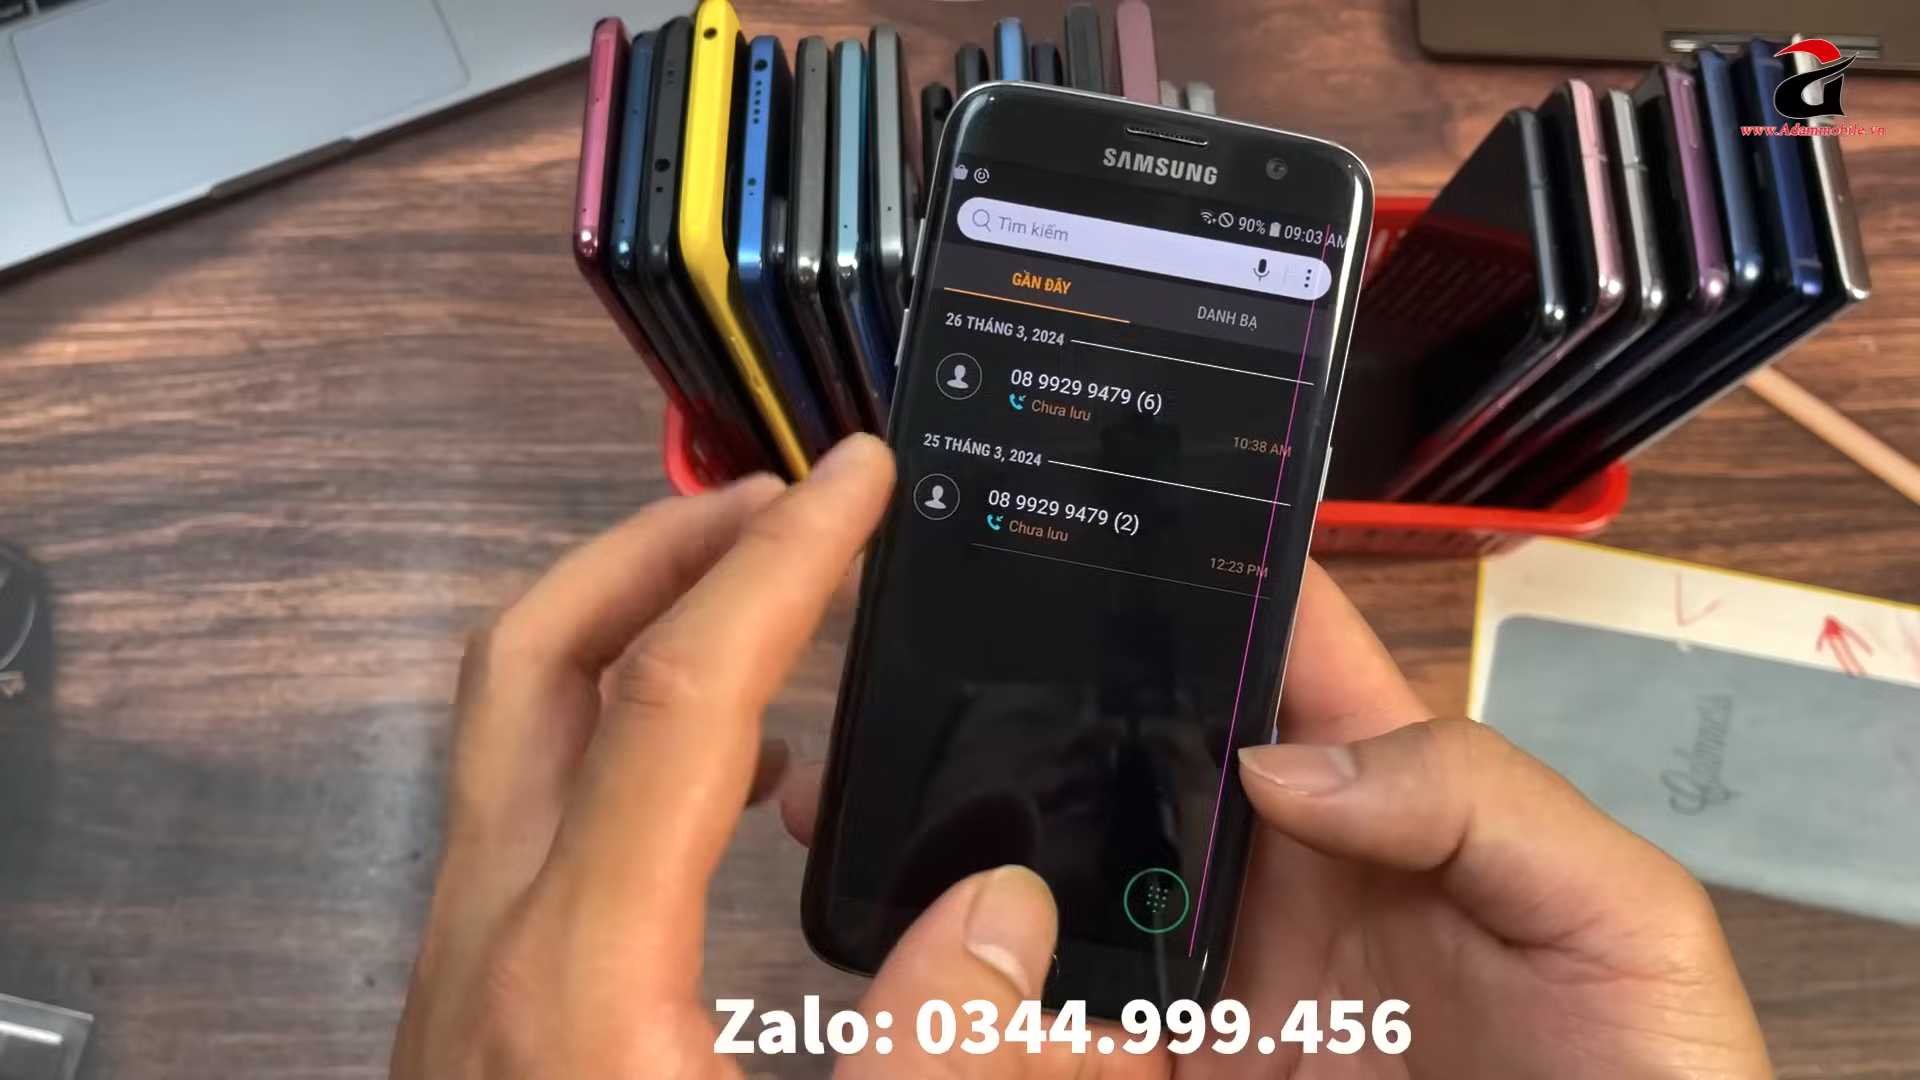 www.Adammobile.vn
SAMSUNG
90% 09:03 AM
Tìm kiếm
GẦN ĐÂY
DANH BẠ
26 THÁNG 3, 2024
08 9929 9479 (6)
Chưa lưu
10:38 AM
25 THÁNG 3, 2024
08 9929 9479 (2)
Chưa lưu
12:23 PM
Zalo: 0344.999.456